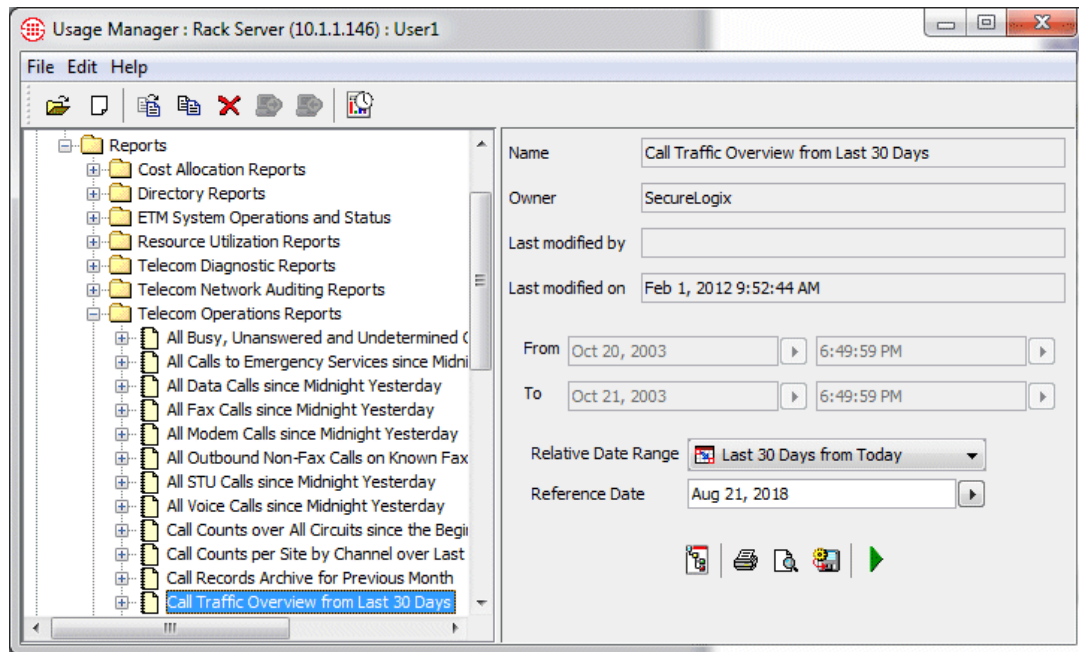 Usage Manager : Rack Server (10.1.1.146) : User1
File Edit Help
Reports
Cost Allocation Reports
Directory Reports
ETM System Operations and Status
Resource Utilization Reports
Telecom Diagnostic Reports
Telecom Network Auditing Reports
Telecom Operations Reports
All Busy, Unanswered and Undetermined
All Calls to Emergency Services since Midni
All Data Calls since Midnight Yesterday
All Fax Calls since Midnight Yesterday
All Modem Calls since Midnight Yesterday
All Outbound Non-Fax Calls on Known Fax
All STU Calls since Midnight Yesterday
All Voice Calls since Midnight Yesterday
Call Counts over All Circuits since the Begi
Call Counts per Site by Channel over Last
Call Records Archive for Previous Month
Call Traffic Overview from Last 30 Days
Name Call Traffic Overview from Last 30 Days
Owner SecureLogix
Last modified by
Last modified on Feb 1, 2012 9:52:44 AM
From Oct 20, 2003 6:49:59 PM
To Oct 21, 2003 6:49:59 PM
Relative Date Range Last 30 Days from Today
Reference Date Aug 21, 2018